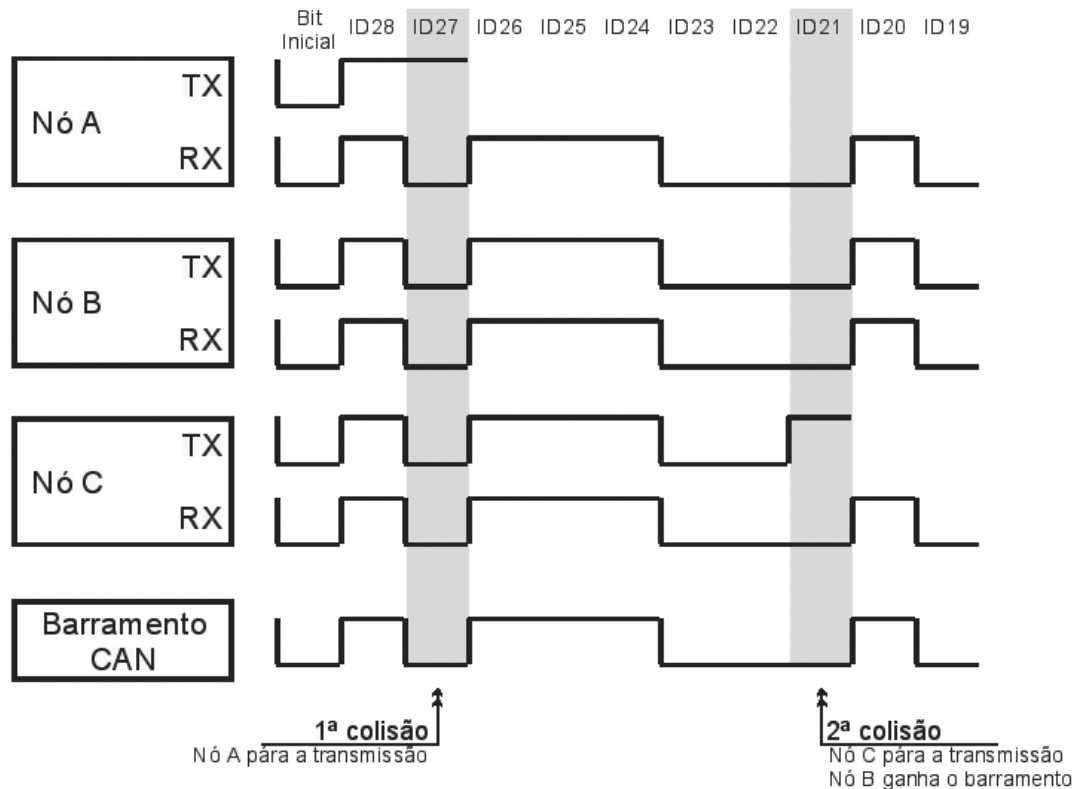 Bit
Inicial
ID28
ID27
ID26
ID25
ID24
ID23
ID22
ID21
ID20
ID19
Nó A
TX
RX
Nó B
TX
RX
Nó C
TX
RX
Barramento
CAN
1ª colisão
Nó A pára a transmissão
2ª colisão
Nó C pára a transmissão
Nó B ganha o barramento